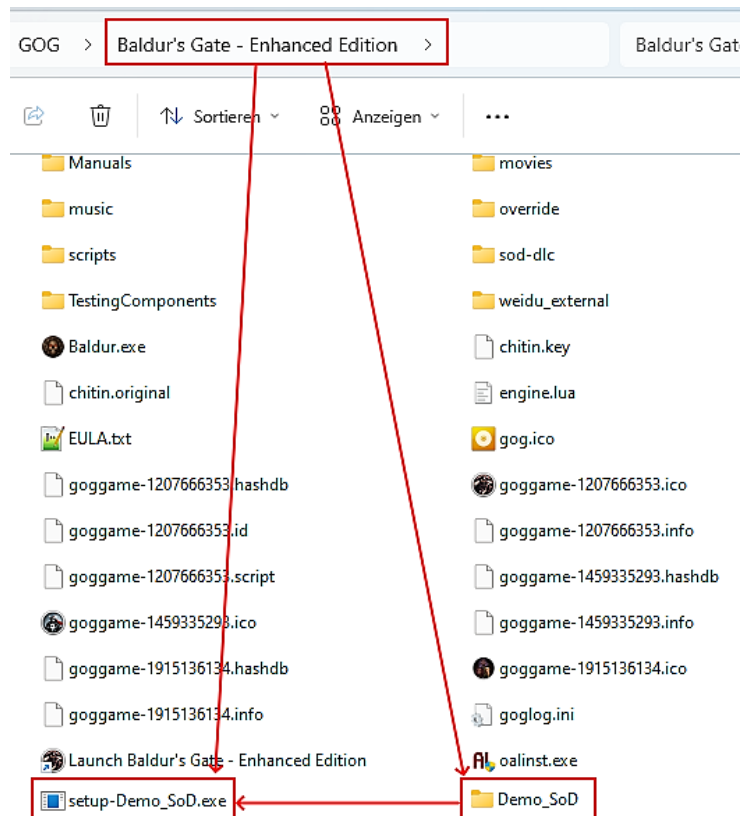 GOG > Baldur's Gate - Enhanced Edition > Baldur's Gat
Sortieren Anzeigen ...
Manuals movies
music override
scripts sod-dlc
TestingComponents weidu_external
Baldur.exe chitin.key
chitin.original engine.lua
EULA.txt gog.ico
goggame-1207666353.hashdb goggame-1207666353.ico
goggame-1207666353.id goggame-1207666353.info
goggame-1207666353.script goggame-1459335293.hashdb
goggame-1459335293.ico goggame-1459335293.info
goggame-1915136134.hashdb goggame-1915136134.ico
goggame-1915136134.info goglog.ini
Launch Baldur's Gate - Enhanced Edition oalinst.exe
setup-Demo_SoD.exe Demo_SoD